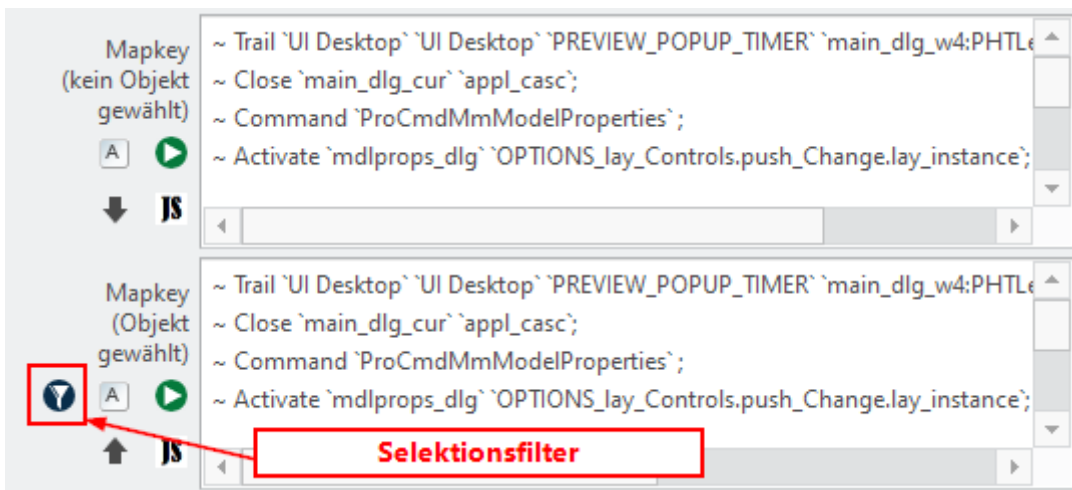 Mapkey
(kein Objekt
gewählt)
A
JS
~ Trail `UI Desktop` `UI Desktop` `PREVIEW_POPUP_TIMER` `main_dlg_w4:PHTLe
~ Close `main_dlg_cur` `appl_casc`;
~ Command `ProCmdMmModelProperties` ;
~ Activate `mdlprops_dlg` `OPTIONS_lay_Controls.push_Change.lay_instance`;
Mapkey
(Objekt
gewählt)
A
JS
~ Trail `UI Desktop` `UI Desktop` `PREVIEW_POPUP_TIMER` `main_dlg_w4:PHTLe
~ Close `main_dlg_cur` `appl_casc`;
~ Command `ProCmdMmModelProperties` ;
~ Activate `mdlprops_dlg` `OPTIONS_lay_Controls.push_Change.lay_instance`;
Selektionsfilter